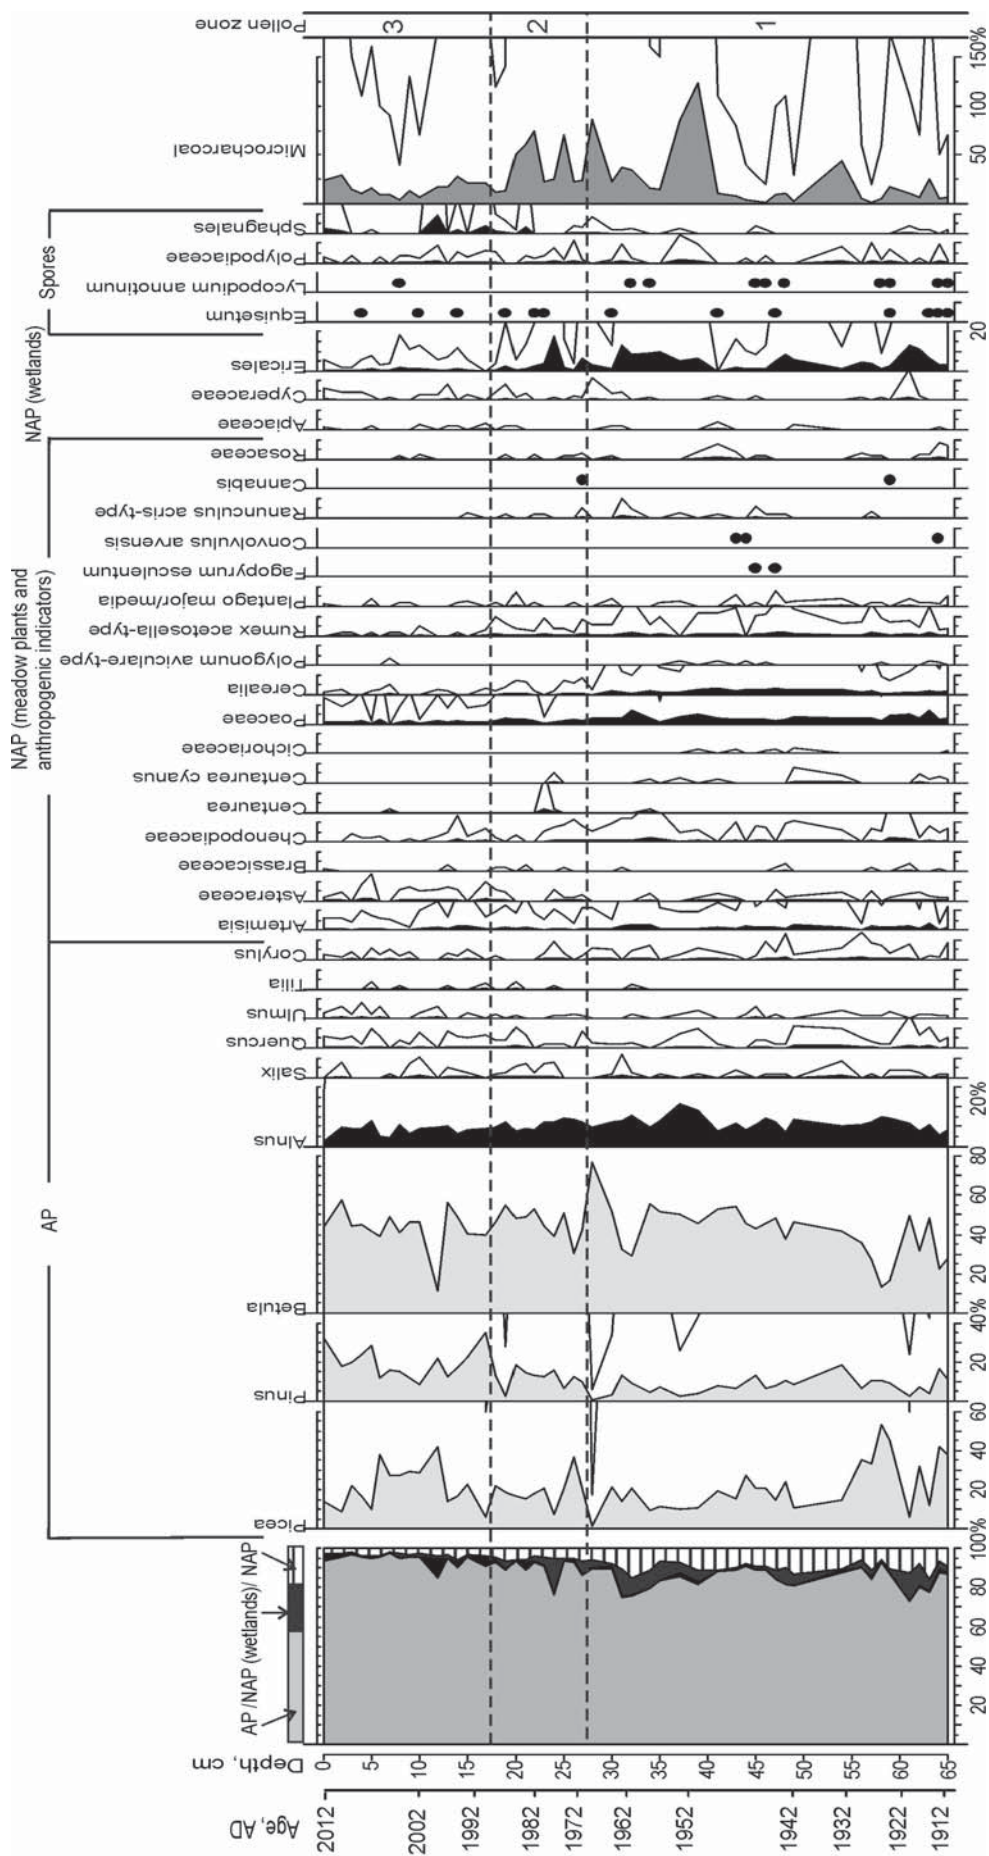 Age, AD
2012
2002
1992
1982
1972
1962
1952
1942
1932
1922
1912
Depth, cm
0
5
10
15
20
25
30
35
40
45
50
55
60
65
AP /NAP (wetlands)/ NAP
20
40
60
80
100%
AP
Picea
20
40
60
Pinus
20
40%
Betula
20
40
60
80
Alnus
20%
Salix
Quercus
Ulmus
Tilia
Corylus
NAP (meadow plants and
anthropogenic indicators)
Artemisia
Asteraceae
Brassicaceae
Chenopodiaceae
Centaurea
Centaurea cyanus
Cichoriaceae
Poaceae
Cerealia
Polygonum aviculare-type
Rumex acetosella-type
Plantago major/media
Fagopyrum esculentum
Convolvulus arvensis
Ranunculus acris-type
Cannabis
Rosaceae
NAP (wetlands)
Apiaceae
Cyperaceae
Ericales
20
Spores
Equisetum
Lycopodium annotinum
Polypodiaceae
Sphagnales
Microcharcoal
50
100
150%
Pollen zone
3
2
1